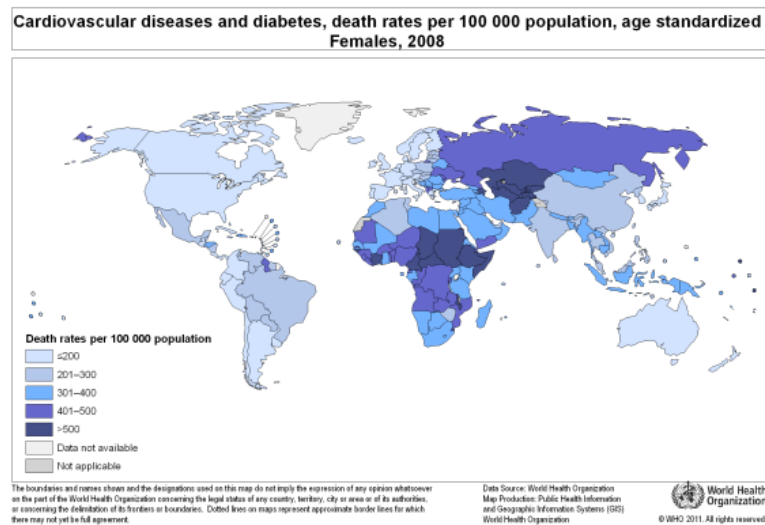 Cardiovascular diseases and diabetes, death rates per 100 000 population, age standardized
Females, 2008
Death rates per 100 000 population
≤200
201–300
301–400
401–500
>500
Data not available
Not applicable
The boundaries and names shown and the designations used on this map do not imply the expression of any opinion whatsoever
on the part of the World Health Organization concerning the legal status of any country, territory, city or area or of its authorities,
or concerning the delimitation of its frontiers or boundaries. Dotted lines on maps represent approximate border lines for which
there may not yet be full agreement.
Data Source: World Health Organization
Map Production: Public Health Information
and Geographic Information Systems (GIS)
World Health Organization
World Health
Organization
© WHO 2011. All rights reserved.